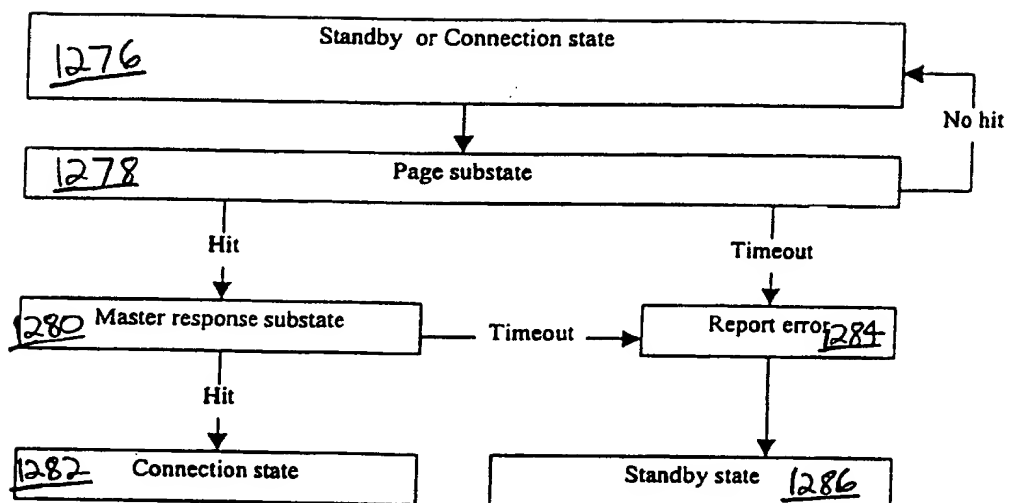 Standby or Connection state
1276
No hit
1278 Page substate
Hit
Timeout
1280 Master response substate
Timeout
Report error 1284
Hit
1282 Connection state
Standby state 1286